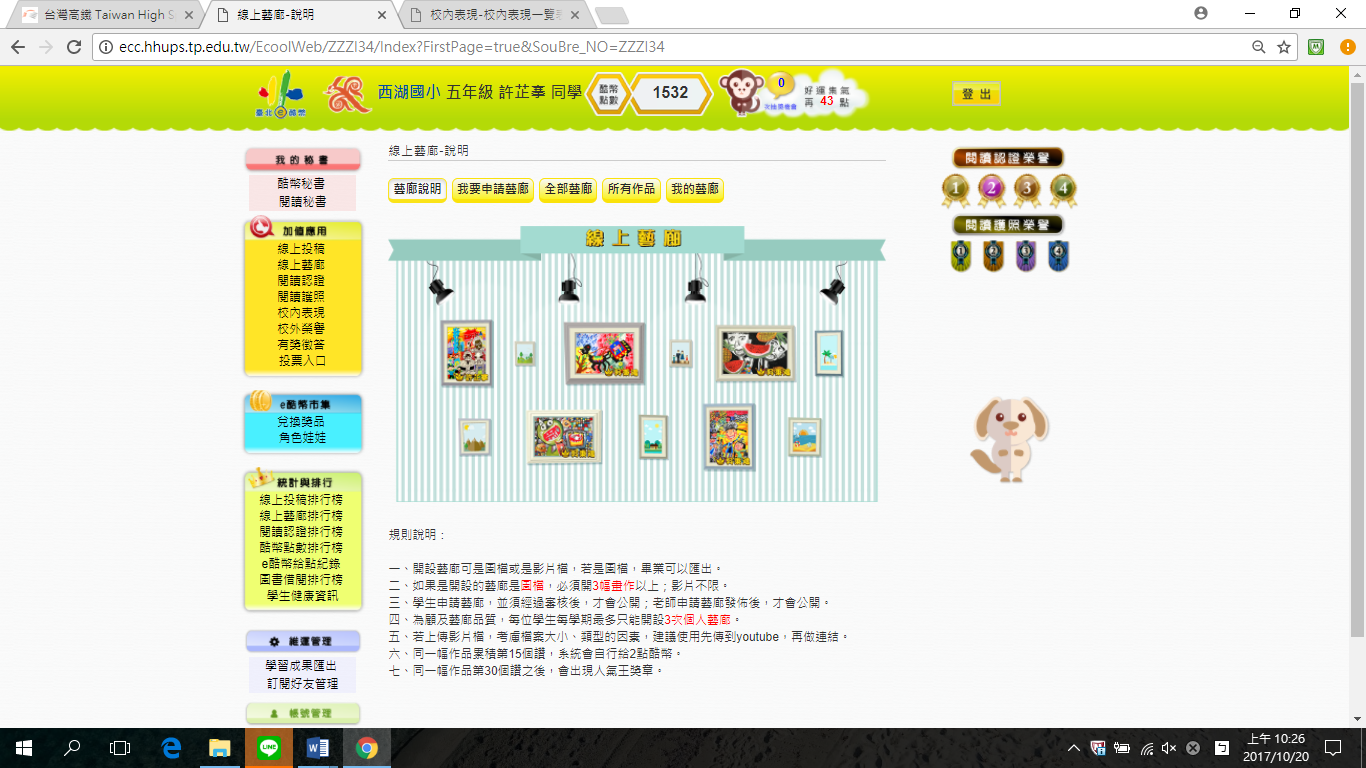 台灣高鐵 Taiwan High S
線上藝廊-說明
校內表現-校內表現一覽表
ecc.hhups.tp.edu.tw/EcoolWeb/ZZZI34/Index?FirstPage=true&SouBre_NO=ZZZI34
臺北e酷幣
西湖國小 五年級 許芷搴 同學
酷幣點數
1532
0
好運集氣
再 43 點
登 出
我的秘書
酷幣秘書
閱讀秘書
加值應用
線上投稿
線上藝廊
閱讀認證
閱讀護照
校內表現
校外榮譽
有獎徵答
投票入口
e酷幣市集
兌換獎品
角色娃娃
統計與排行
線上投稿排行榜
線上藝廊排行榜
閱讀認證排行榜
酷幣點數排行榜
e酷幣給點紀錄
圖書借閱排行榜
學生健康資訊
維運管理
學習成果匯出
訂閱好友管理
帳號管理
線上藝廊-說明
藝廊說明
我要申請藝廊
全部藝廊
所有作品
我的藝廊
線上藝廊
規則說明：
一、開設藝廊可是圖檔或是影片檔，若是圖檔，畢業可以匯出。
二、如果是開設的藝廊是圖檔，必須開3幅畫作以上；影片不限。
三、學生申請藝廊，並須經過審核後，才會公開；老師申請藝廊發佈後，才會公開。
四、為顧及藝廊品質，每位學生每學期最多只能開設3次個人藝廊。
五、若上傳影片檔，考慮檔案大小、類型的因素，建議使用先傳到youtube，再做連結。
六、同一幅作品累積第15個讚，系統會自行給2點酷幣。
七、同一幅作品第30個讚之後，會出現人氣王獎章。
閱讀認證榮譽
1
2
3
4
閱讀護照榮譽
1
2
3
4
LINE
上午 10:26
2017/10/20